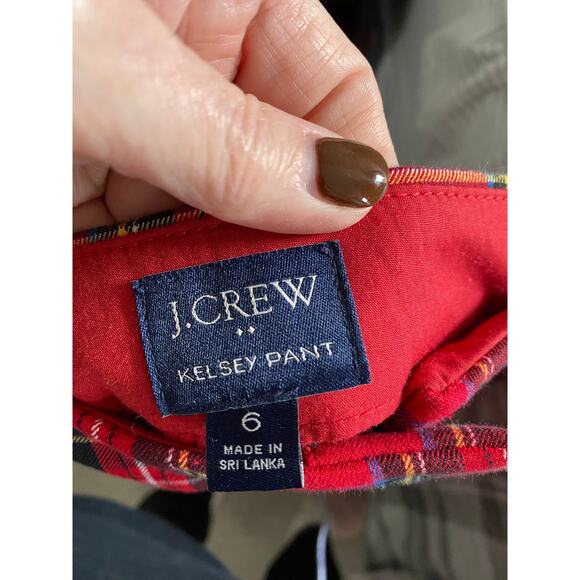 J.CREW
KELSEY PANT
6
MADE IN
SRI LANKA